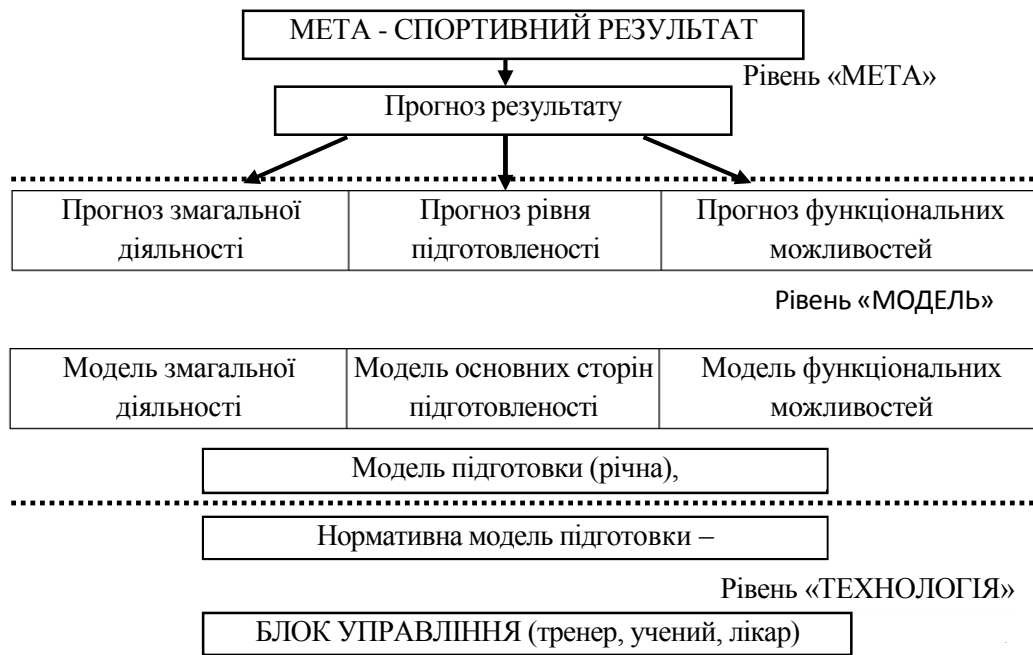 МЕТА - СПОРТИВНИЙ РЕЗУЛЬТАТ
Рівень «МЕТА»
Прогноз результату
Прогноз змагальної
діяльності
Прогноз рівня
підготовленості
Прогноз функціональних
можливостей
Рівень «МОДЕЛЬ»
Модель змагальної
діяльності
Модель основних сторін
підготовленості
Модель функціональних
можливостей
Модель підготовки (річна),
Нормативна модель підготовки –
Рівень «ТЕХНОЛОГІЯ»
БЛОК УПРАВЛІННЯ (тренер, учений, лікар)